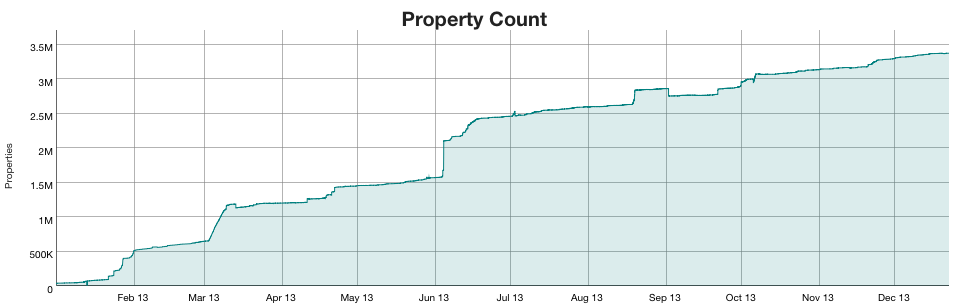 Property Count
3.5M
3M
2.5M
2M
1.5M
1M
500K
0
Properties
Feb 13
Mar 13
Apr 13
May 13
Jun 13
Jul 13
Aug 13
Sep 13
Oct 13
Nov 13
Dec 13